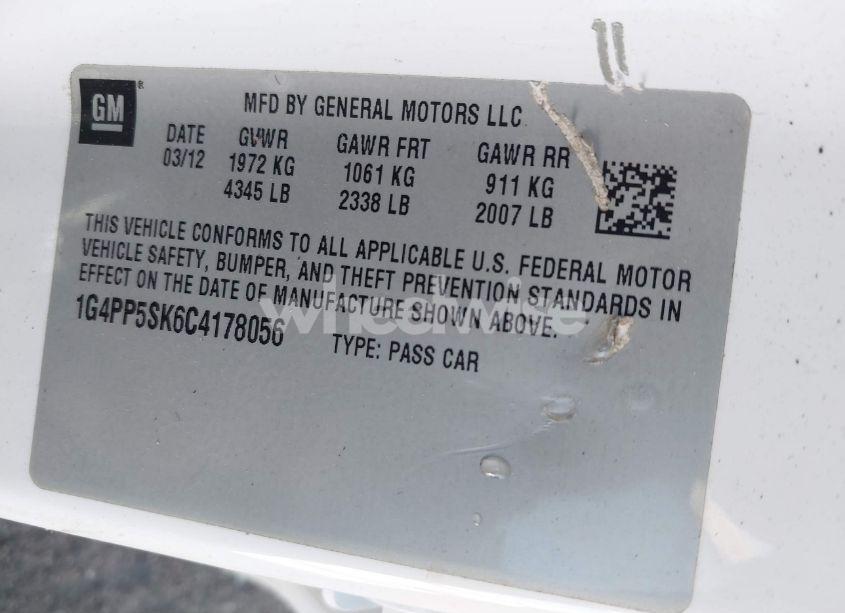 GM
MFD BY GENERAL MOTORS LLC
DATE GVWR GAWR FRT GAWR RR
03/12 1972 KG 1061 KG 911 KG
4345 LB 2338 LB 2007 LB
THIS VEHICLE CONFORMS TO ALL APPLICABLE U.S. FEDERAL MOTOR
VEHICLE SAFETY, BUMPER, AND THEFT PREVENTION STANDARDS IN
EFFECT ON THE DATE OF MANUFACTURE SHOWN ABOVE.
1G4PP5SK6C4178056 TYPE: PASS CAR
wheelwise